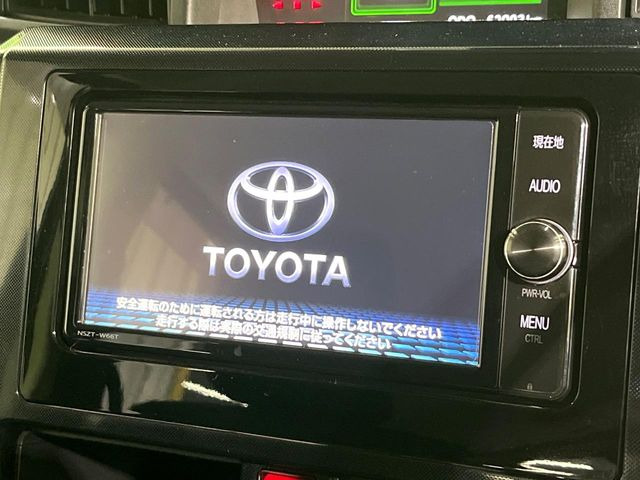 現在地
AUDIO
TOYOTA
PWR-VOL
安全運転のために運転される方は走行中に操作しないでください
走行する際は実際の交通規制に従ってください
NSZT-W66T
MENU
CTRL